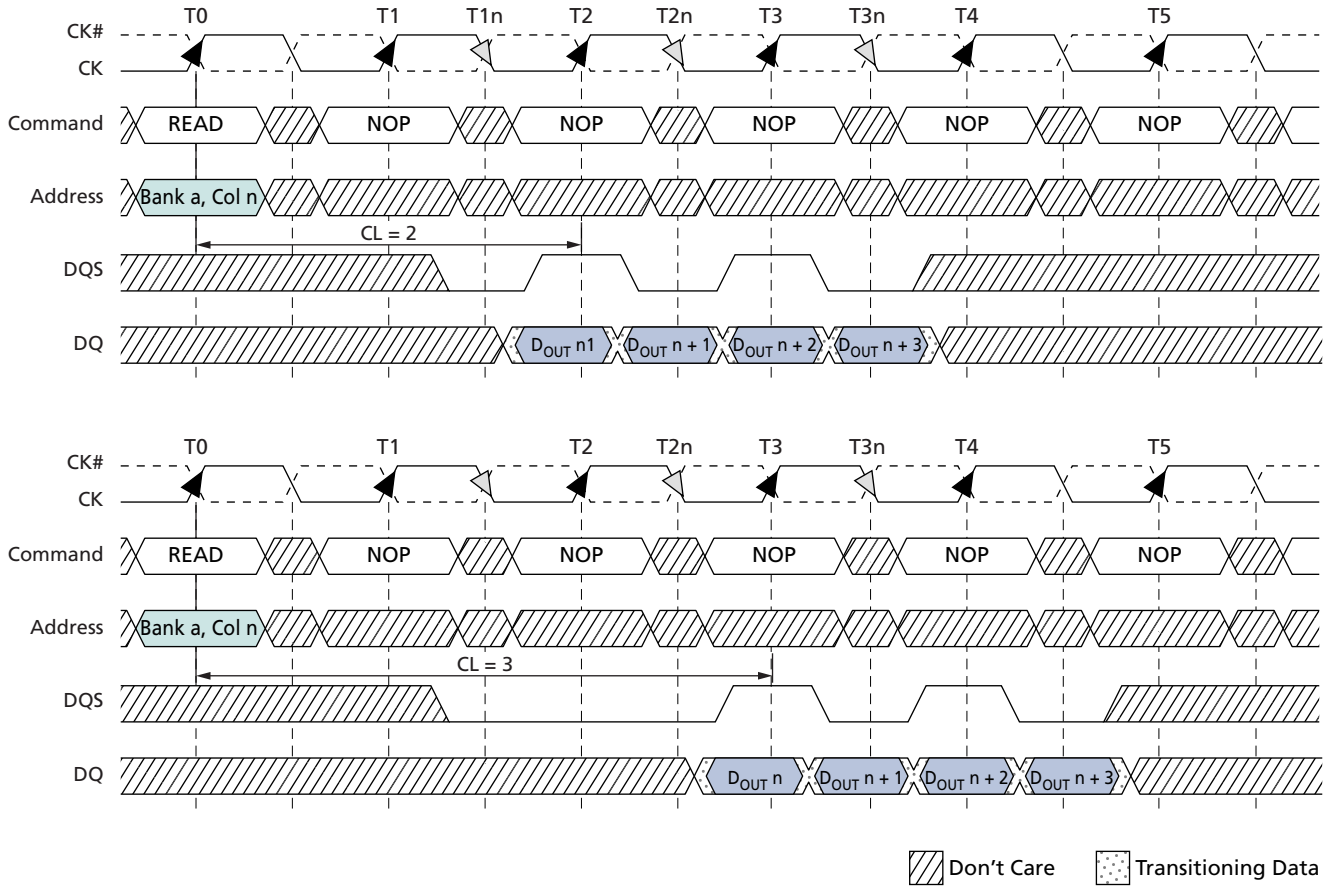 T0 T1 T1n T2 T2n T3 T3n T4 T5
CK#
CK
Command READ NOP NOP NOP NOP NOP
Address Bank a, Col n
CL = 2
DQS
DQ DOUT n1 DOUT n + 1 DOUT n + 2 DOUT n + 3
T0 T1 T1n T2 T2n T3 T3n T4 T5
CK#
CK
Command READ NOP NOP NOP NOP NOP
Address Bank a, Col n
CL = 3
DQS
DQ DOUT n DOUT n + 1 DOUT n + 2 DOUT n + 3
Don't Care Transitioning Data